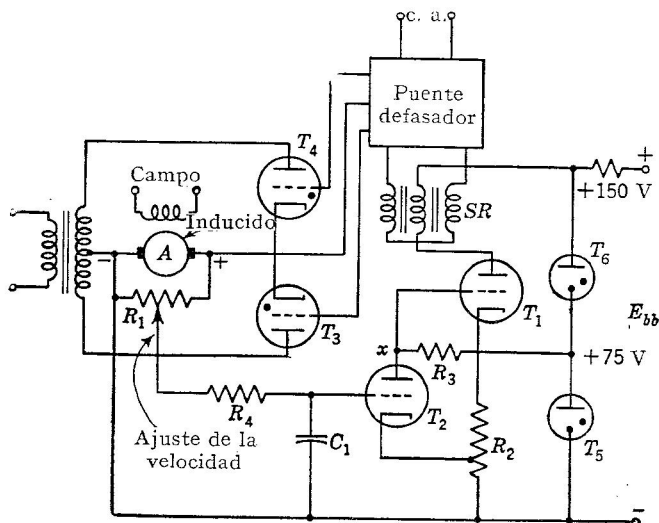 c. a.
Puente
defasador
T4
Campo
Inducido
A
- +
SR
+
+150 V
T6
T1
Ebb
R1
T3
x
R3
+75 V
R4
T2
Ajuste de la
velocidad
C1
R2
T5
-